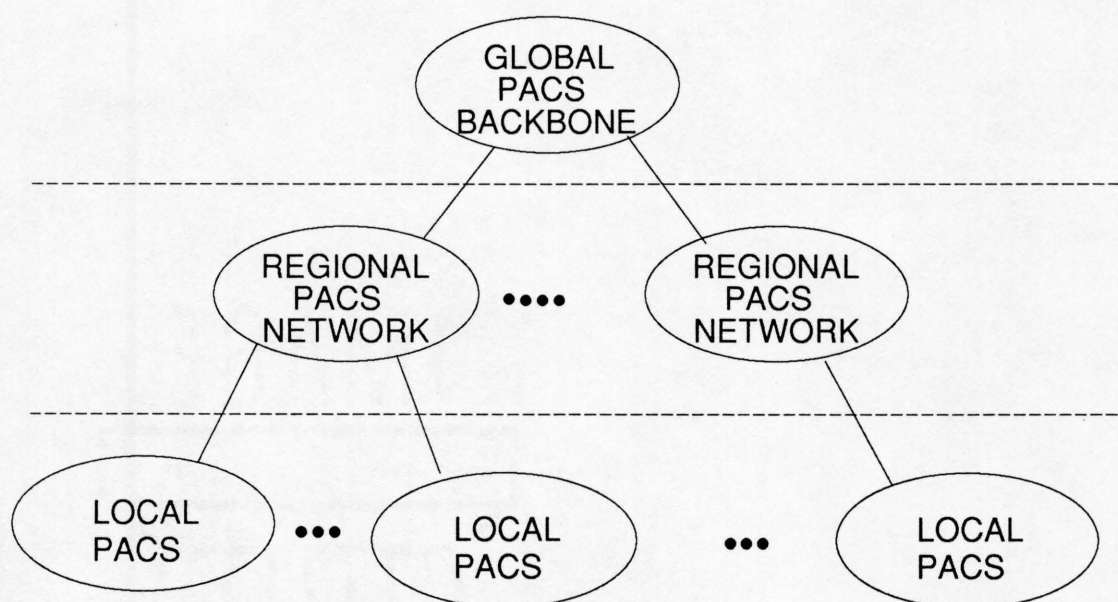 GLOBAL
PACS
BACKBONE
REGIONAL
PACS
NETWORK
REGIONAL
PACS
NETWORK
LOCAL
PACS
LOCAL
PACS
LOCAL
PACS